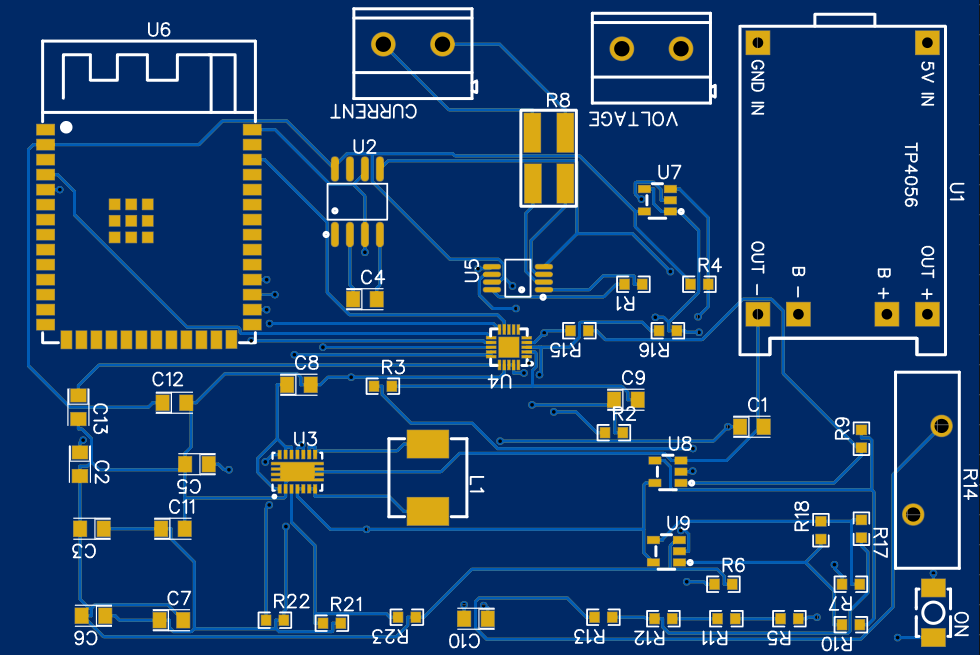 U6
CURRENT
R8
VOLTAGE
GND IN
5V IN
TP4056
U1
U2
U7
OUT -
B -
B +
OUT +
C4
U5
R1
R4
R15
R16
U4
C12
C8
R3
C9
C13
R2
C1
R9
U3
C2
C5
L1
U8
R14
C11
C3
U9
R18
R17
R6
R7
C6
C7
R22
R21
R23
C10
R13
R12
R11
R5
R10
ON